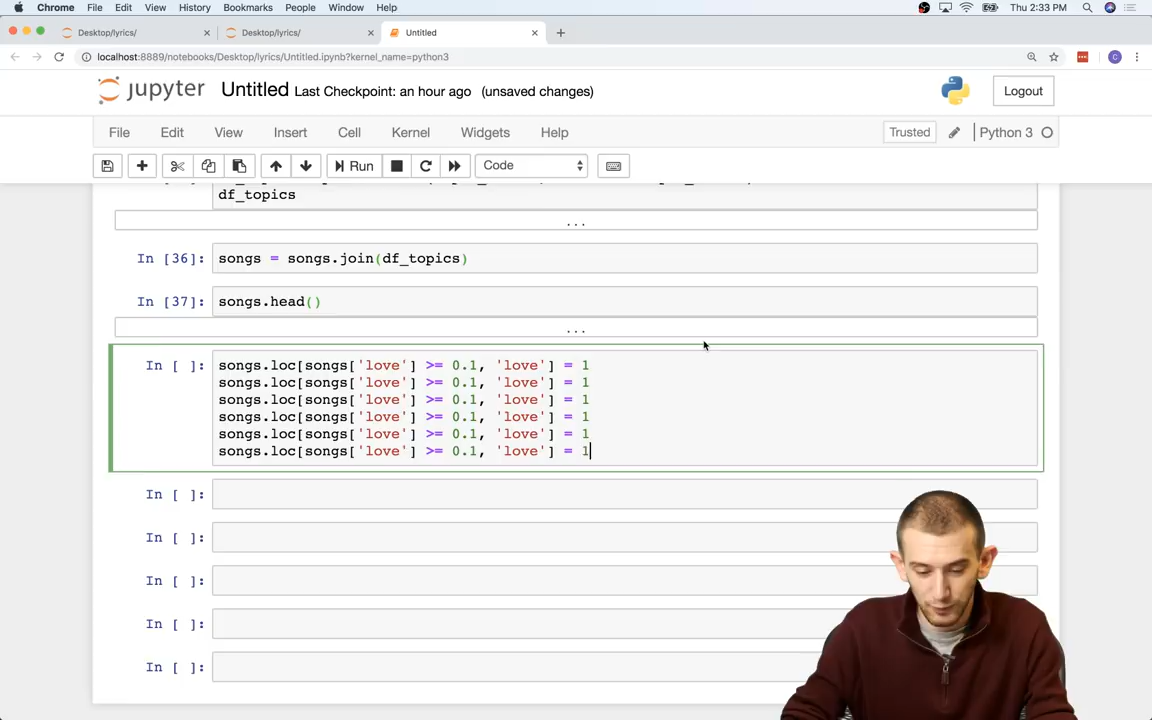 Chrome File Edit View History Bookmarks People Window Help Thu 2:33 PM
Desktop/lyrics/ Desktop/lyrics/ Untitled
localhost:8889/notebooks/Desktop/lyrics/Untitled.ipynb?kernel_name=python3 C
jupyter Untitled Last Checkpoint: an hour ago (unsaved changes) Logout
File Edit View Insert Cell Kernel Widgets Help Trusted Python 3
Run Code
df_topics
...
In [36]: songs = songs.join(df_topics)
In [37]: songs.head()
...
In [ ]: songs.loc[songs['love'] >= 0.1, 'love'] = 1
songs.loc[songs['love'] >= 0.1, 'love'] = 1
songs.loc[songs['love'] >= 0.1, 'love'] = 1
songs.loc[songs['love'] >= 0.1, 'love'] = 1
songs.loc[songs['love'] >= 0.1, 'love'] = 1
songs.loc[songs['love'] >= 0.1, 'love'] = 1
In [ ]:
In [ ]:
In [ ]:
In [ ]:
In [ ]: